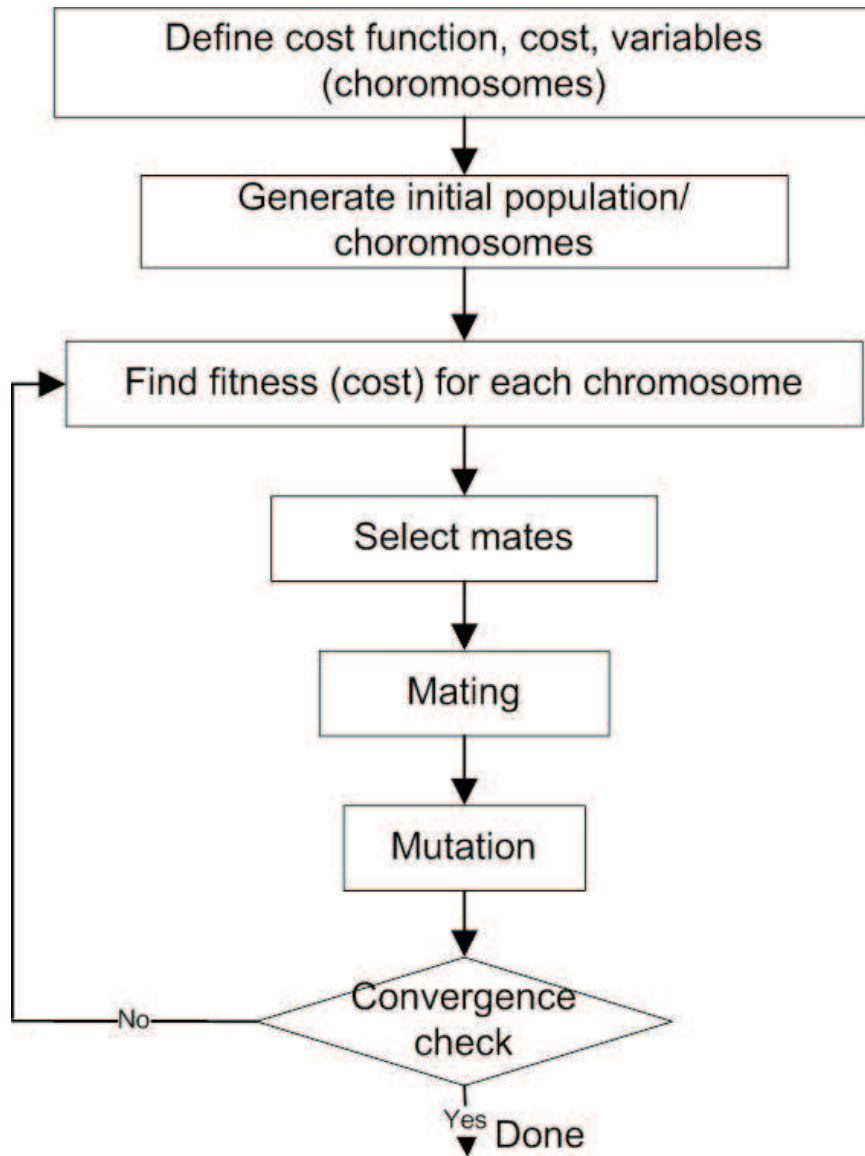 Define cost function, cost, variables
(choromosomes)
Generate initial population/
choromosomes
Find fitness (cost) for each chromosome
Select mates
Mating
Mutation
Convergence
check
No
Yes
Done